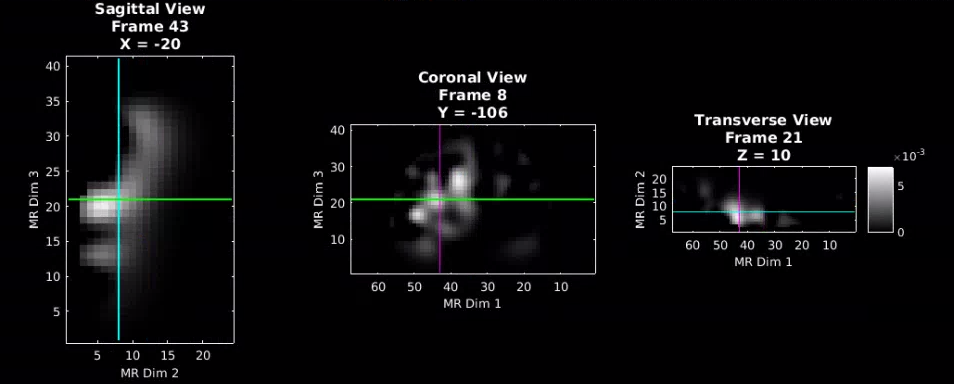 Sagittal View
Frame 43
X = -20
40
35
30
25
20
15
10
5
MR Dim 3
5 10 15 20
MR Dim 2
Coronal View
Frame 8
Y = -106
40
30
20
10
MR Dim 3
60 50 40 30 20 10
MR Dim 1
Transverse View
Frame 21
Z = 10
20
15
10
5
MR Dim 2
60 50 40 30 20 10
MR Dim 1
×10⁻³
5
0